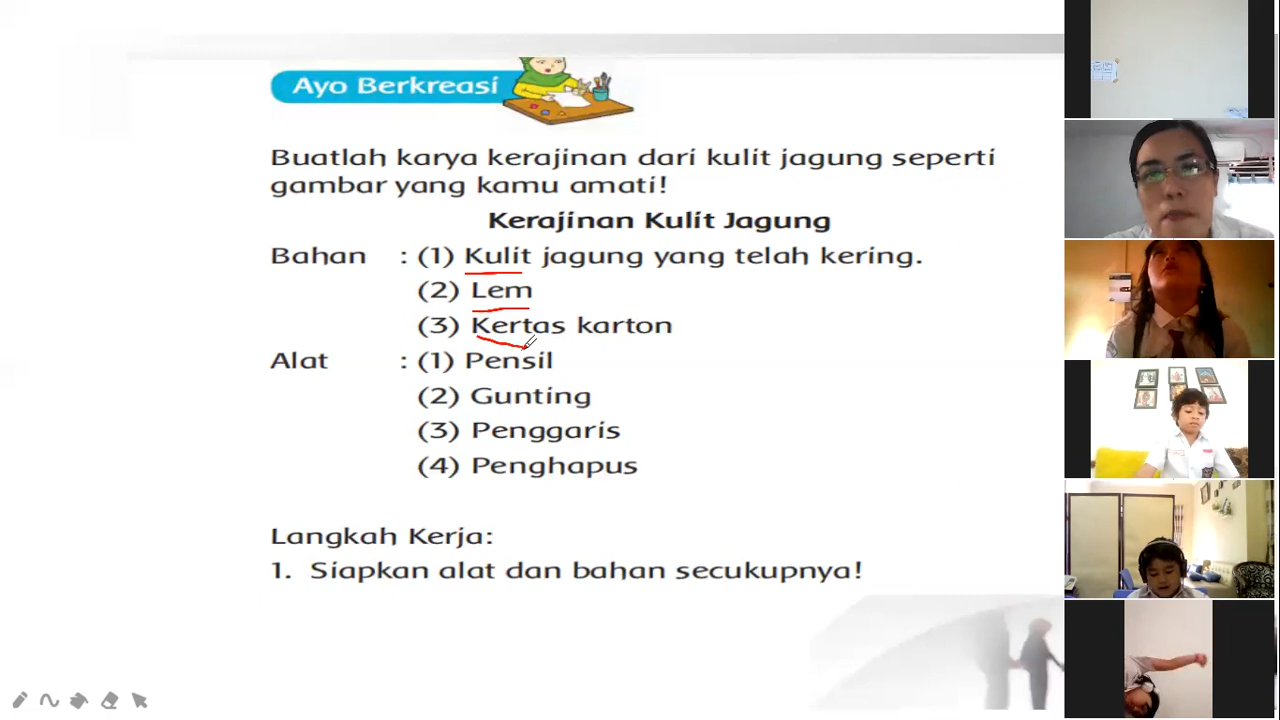 Ayo Berkreasi
Buatlah karya kerajinan dari kulit jagung seperti
gambar yang kamu amati!
Kerajinan Kulit Jagung
Bahan : (1) Kulit jagung yang telah kering.
(2) Lem
(3) Kertas karton
Alat : (1) Pensil
(2) Gunting
(3) Penggaris
(4) Penghapus
Langkah Kerja:
1. Siapkan alat dan bahan secukupnya!